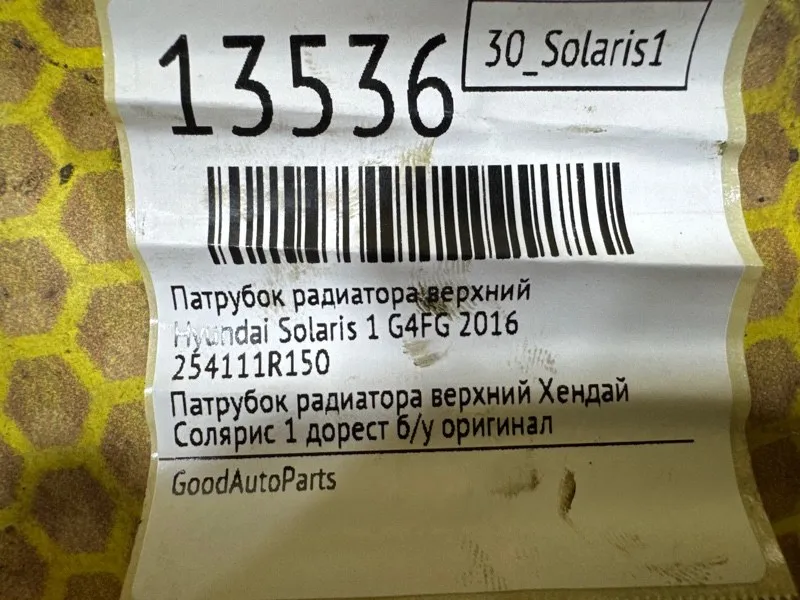 13536
30_Solaris1
Патрубок радиатора верхний
Hyundai Solaris 1 G4FG 2016
254111R150
Патрубок радиатора верхний Хендай
Солярис 1 дорест б/у оригинал
GoodAutoParts